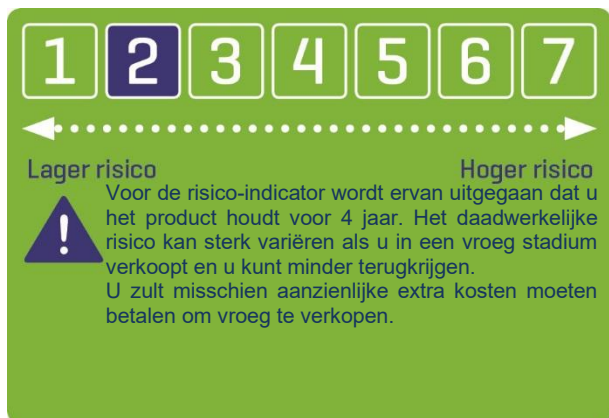 1 2 3 4 5 6 7
Lager risico Hoger risico
Voor de risico-indicator wordt ervan uitgegaan dat u
het product houdt voor 4 jaar. Het daadwerkelijke
risico kan sterk variëren als u in een vroeg stadium
verkoopt en u kunt minder terugkrijgen.
U zult misschien aanzienlijke extra kosten moeten
betalen om vroeg te verkopen.